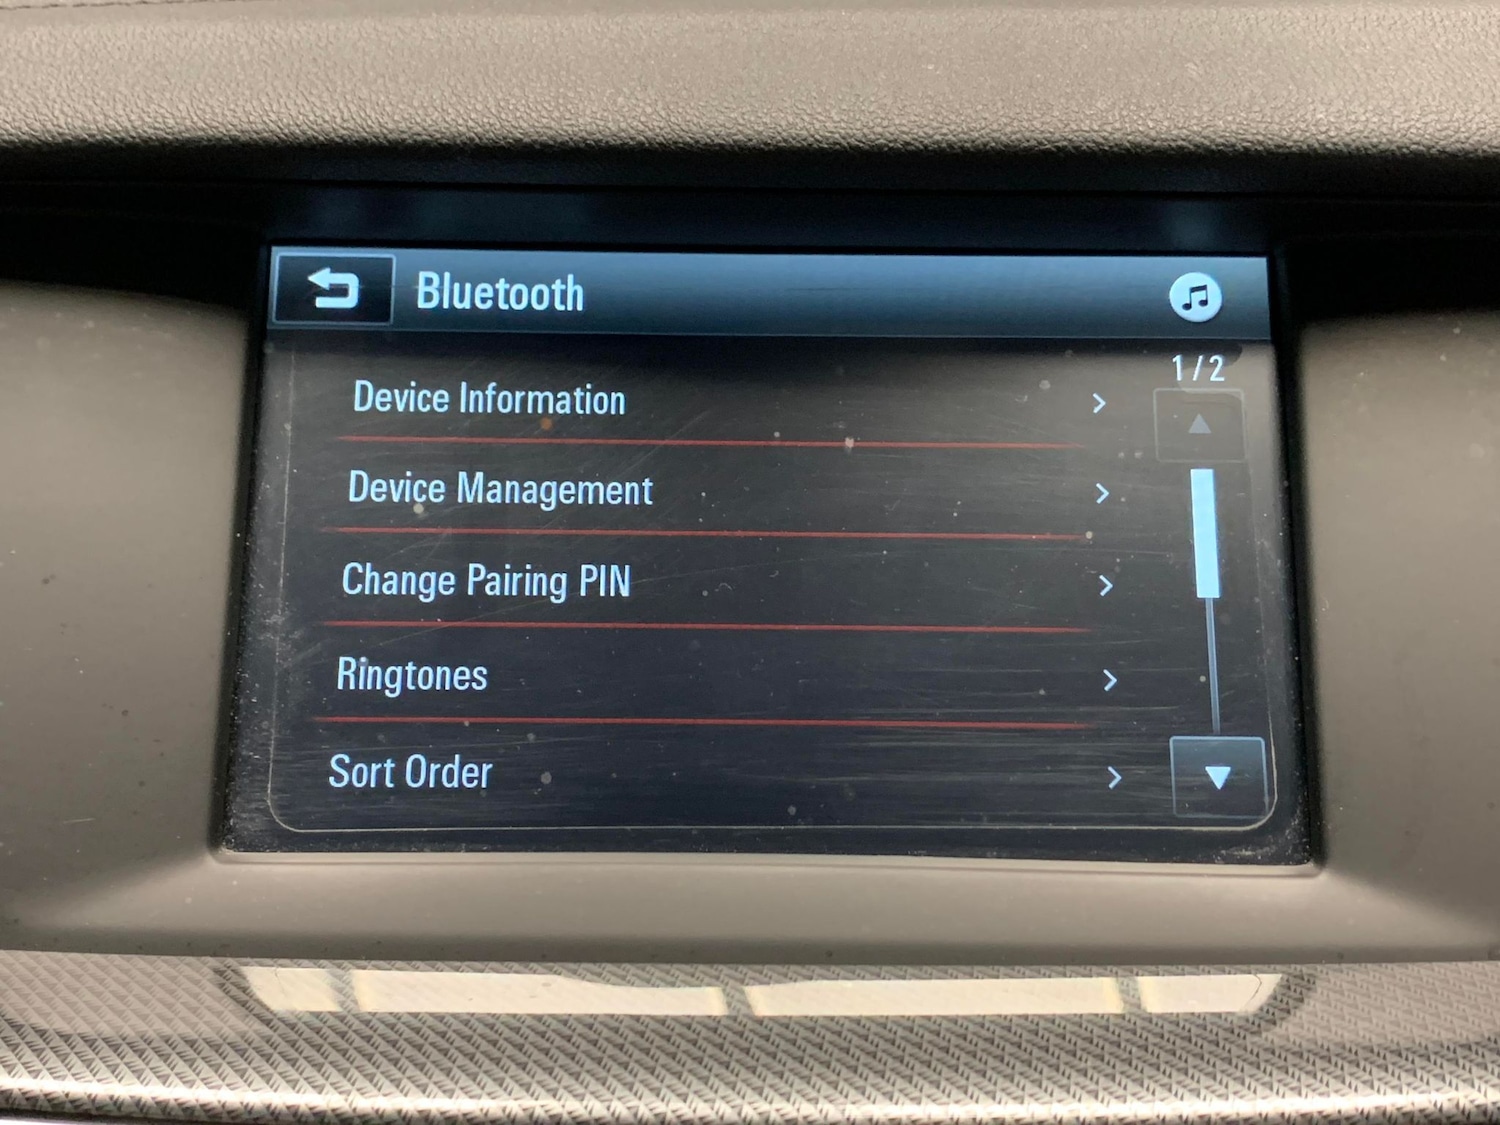 Bluetooth
1/2
Device Information
Device Management
Change Pairing PIN
Ringtones
Sort Order